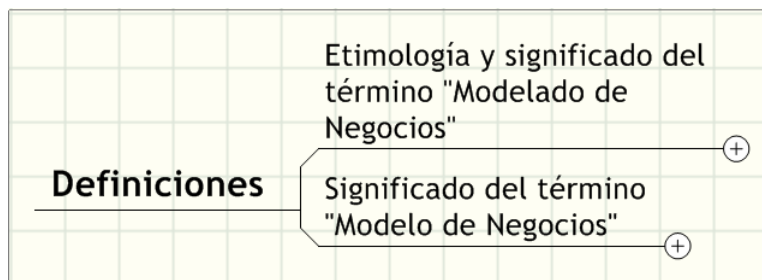 Etimología y significado del
término "Modelado de
Negocios"
Definiciones
Significado del término
"Modelo de Negocios"